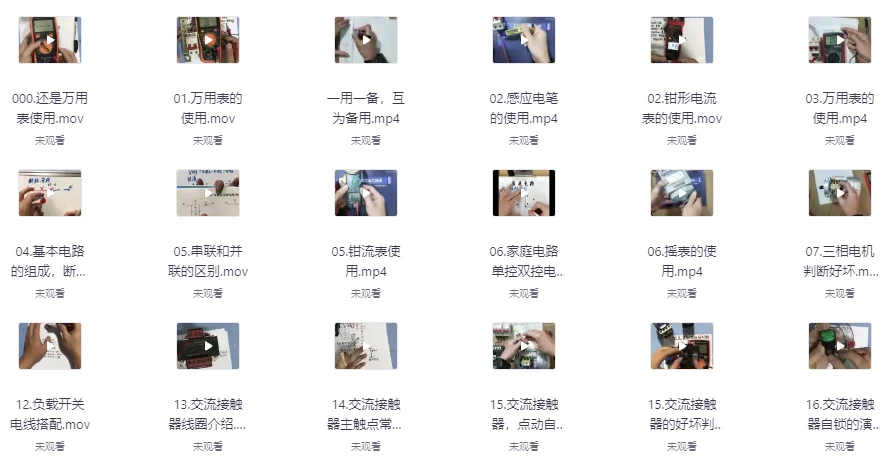 000.还是万用
表使用.mov
未观看
01.万用表的
使用.mov
未观看
一用一备，互
为备用.mp4
未观看
02.感应电笔
的使用.mp4
未观看
02.钳形电流
表的使用.mov
未观看
03.万用表的
使用.mp4
未观看
04.基本电路
的组成，断...
未观看
05.串联和并
联的区别.mov
未观看
05.钳流表使
用.mp4
未观看
06.家庭电路
单控双控电...
未观看
06.摇表的使
用.mp4
未观看
07.三相电机
判断好坏.m...
未观看
12.负载开关
电线搭配.mov
未观看
13.交流接触
器线圈介绍....
未观看
14.交流接触
器主触点常...
未观看
15.交流接触
器，点动自...
未观看
15.交流接触
器的好坏判...
未观看
16.交流接触
器自锁的演...
未观看